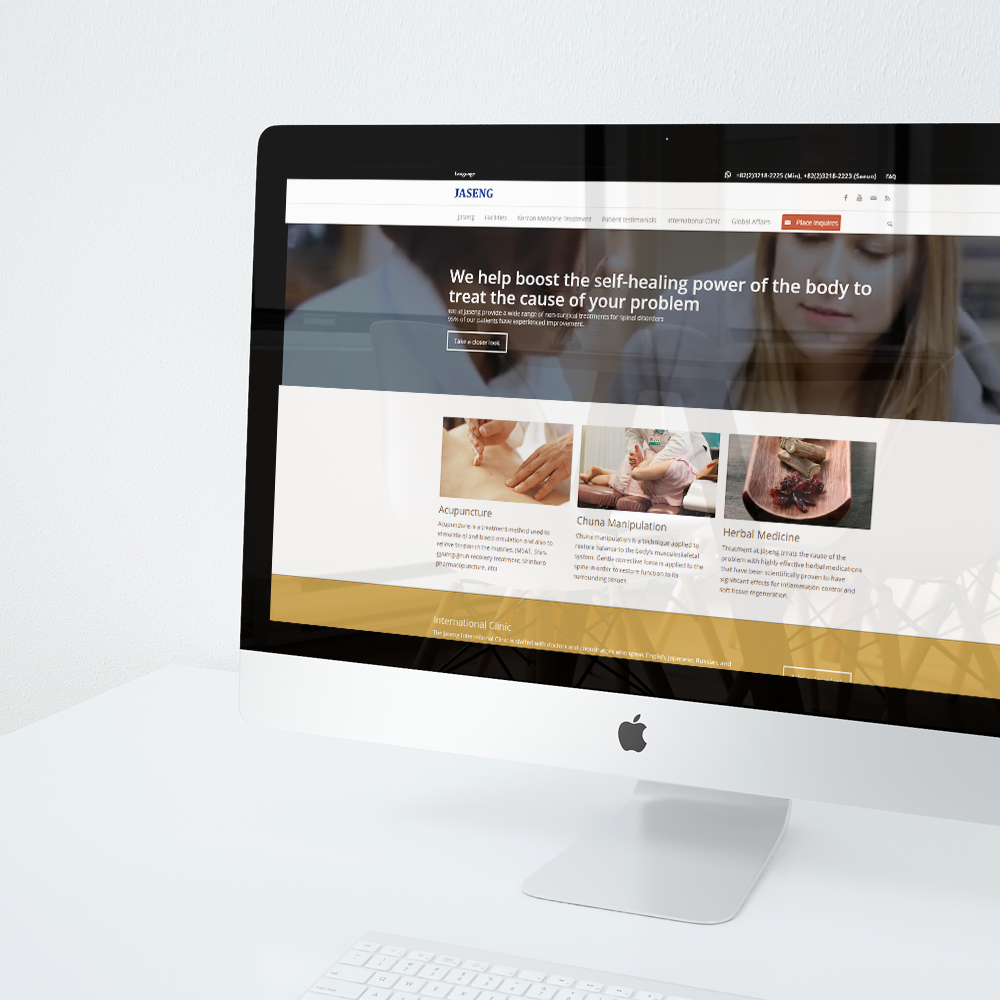 Language
+82(2)3218-2225 (Min), +82(2)3218-2223 (Seeun) FAQ
JASENG
Jaseng Facilities Korean Medicine Treatment Patient Testimonials International Clinic Global Affairs Place Inquires
We help boost the self-healing power of the body to
treat the cause of your problem
We at Jaseng provide a wide range of non-surgical treatments for spinal disorders
95% of our patients have experienced improvement.
Take a closer look
Acupuncture
Acupuncture is a treatment method used to
stimulate qi and blood circulation and also to
relieve tension in the muscles. (MSAT, Shin-
gyung-geun recovery treatment, shinbaro
pharmacopuncture, etc)
Chuna Manipulation
Chuna manipulation is a technique applied to
restore balance to the body's musculoskeletal
system. Gentle corrective force is applied to the
spine in order to restore function to its
surrounding tissues.
Herbal Medicine
Treatment at Jaseng treats the cause of the
problem with highly effective herbal medications
that have been scientifically proven to have
significant effects for inflammation control and
soft tissue regeneration.
International Clinic
The Jaseng International Clinic is staffed with doctors and coordinators who speak English, Japanese, Russian, and